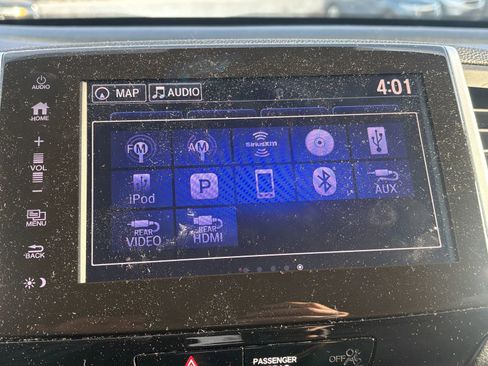 AUDIO
MAP
AUDIO
4:01
HOME
+
VOL
−
MENU
BACK
FM
AM
SiriusXM
iPod
P
AUX
REAR
VIDEO
REAR
HDMI
PASSENGER
OFF